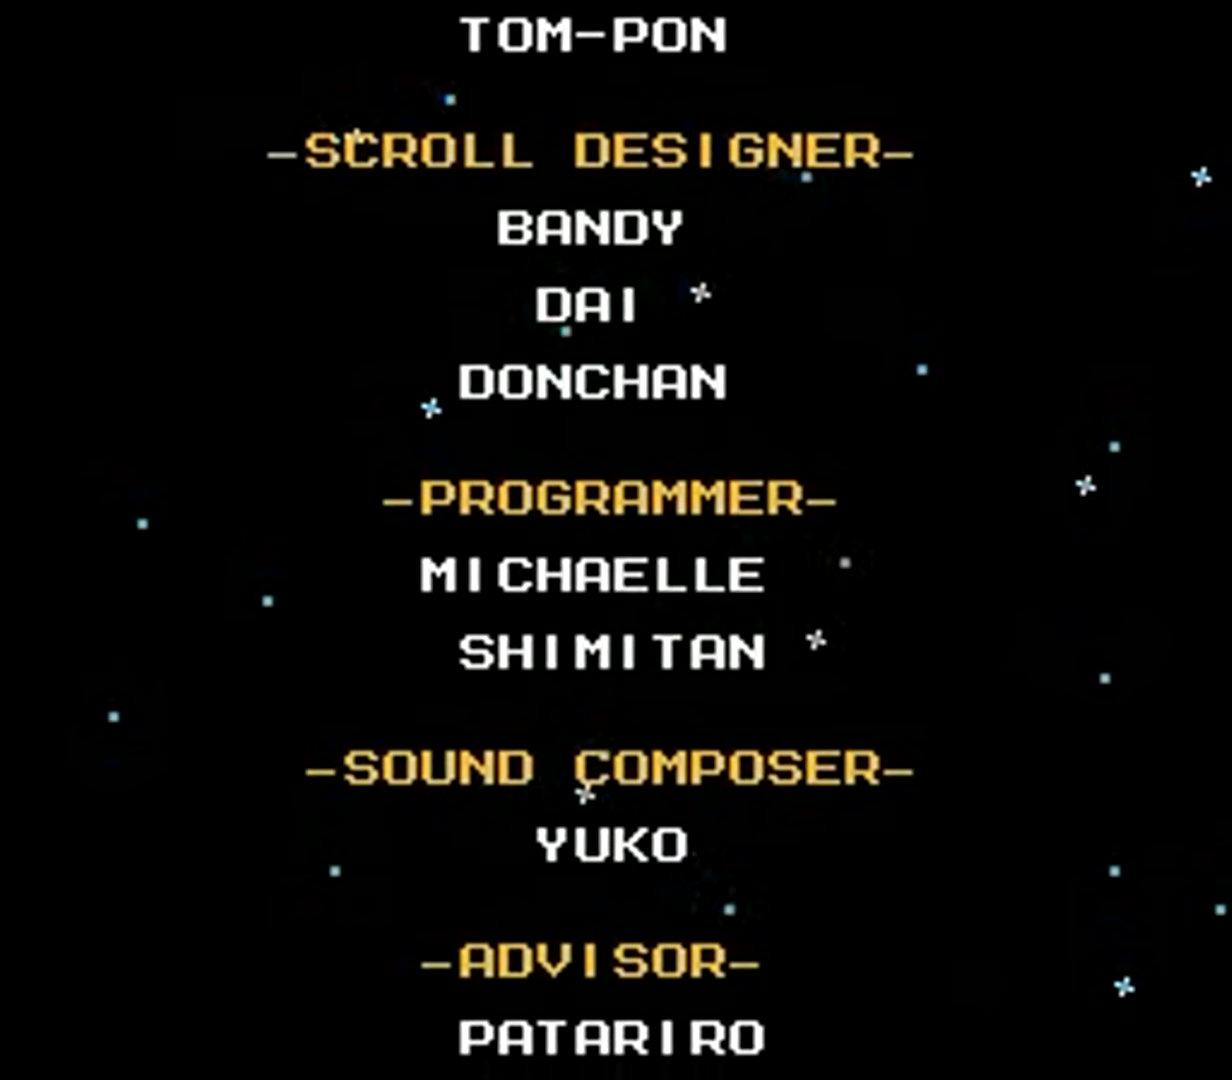 TOM-PON
-SCROLL DESIGNER-
BANDY
DAI
DONCHAN
-PROGRAMMER-
MICHAELLE
SHIMITAN
-SOUND COMPOSER-
YUKO
-ADVISOR-
PATARIRO